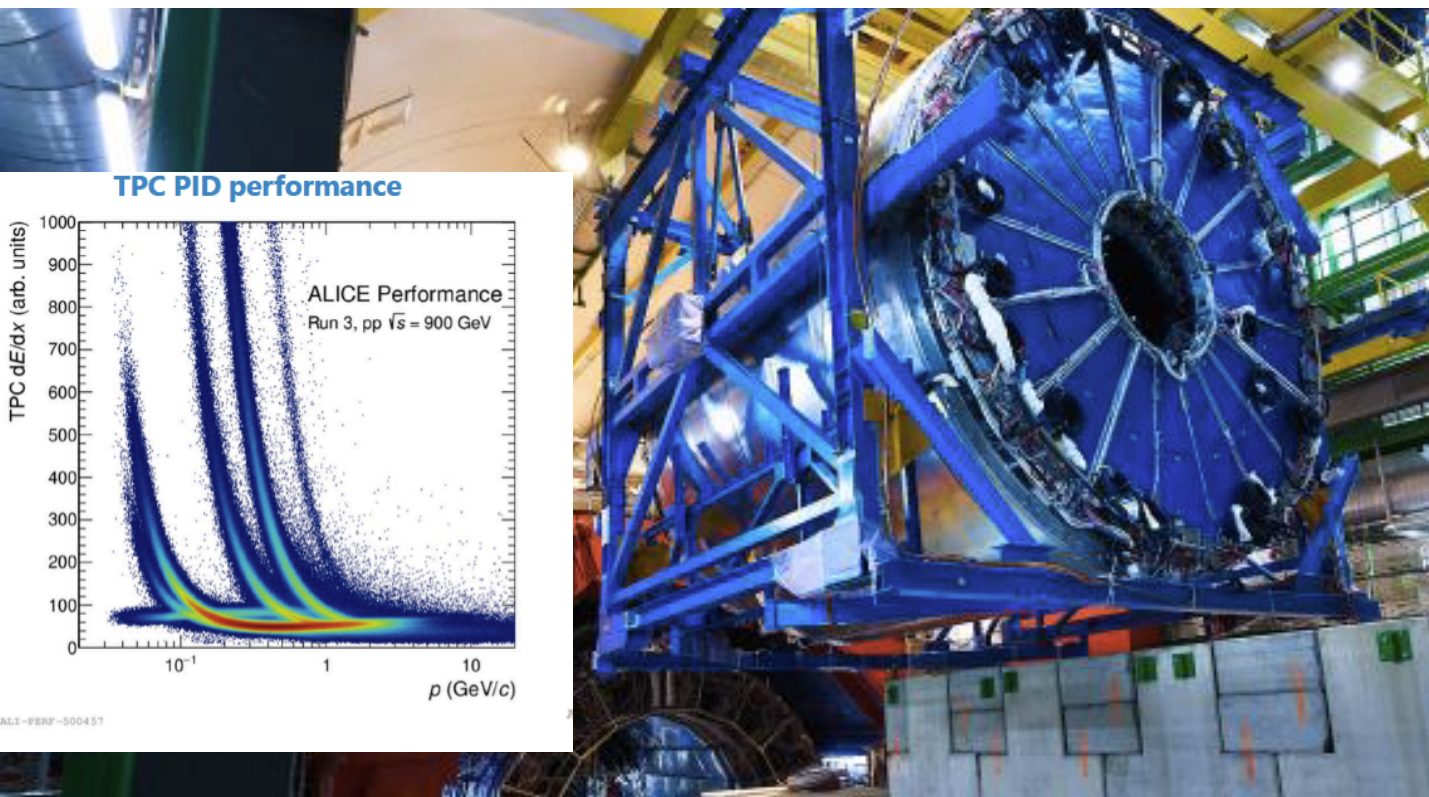 TPC PID performance
TPC dE/dx (arb. units)
1000
900
800
700
600
500
400
300
200
100
0
ALICE Performance
Run 3, pp √s = 900 GeV
10⁻¹
1
10
p (GeV/c)
ALI-PERF-500457